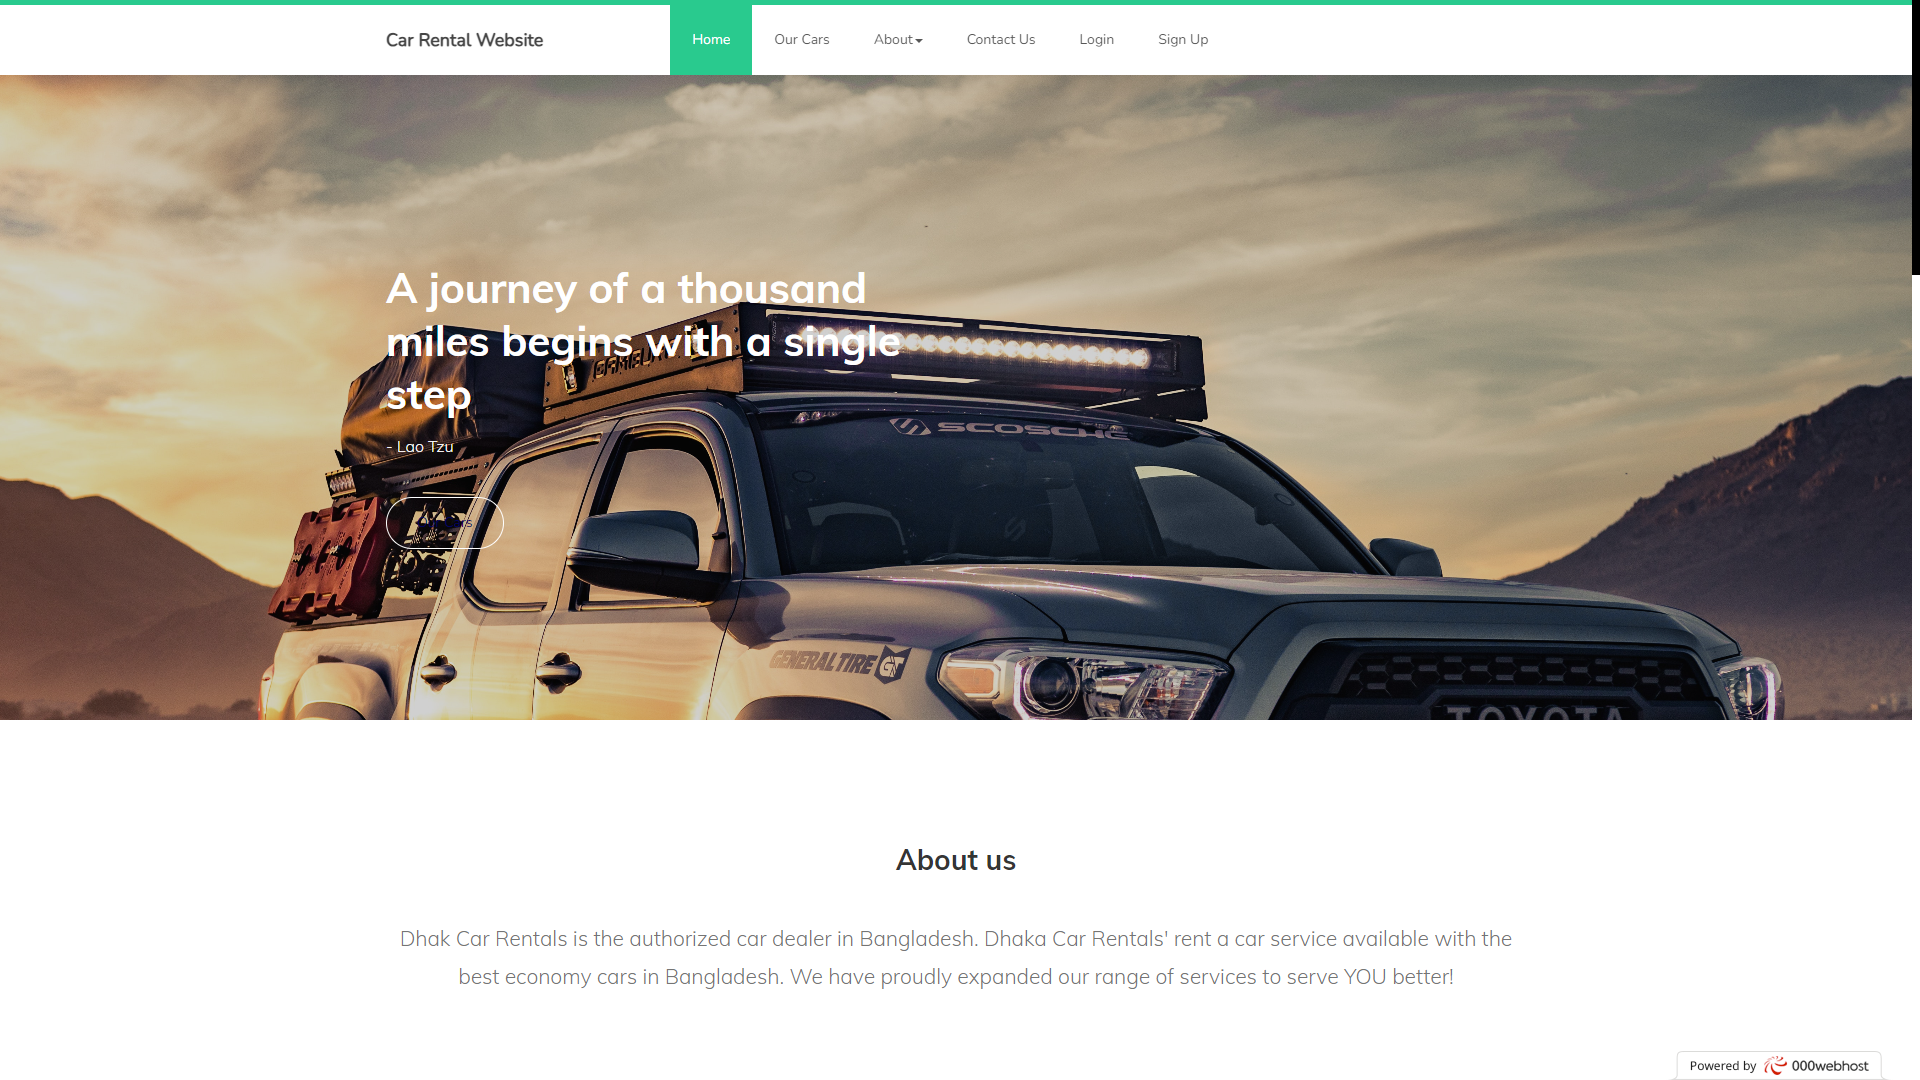 Car Rental Website
Home
Our Cars
About
Contact Us
Login
Sign Up
A journey of a thousand
miles begins with a single
step
- Lao Tzu
SCOSCHE
GENERAL TIRE
TOYOTA
About us
Dhak Car Rentals is the authorized car dealer in Bangladesh. Dhaka Car Rentals' rent a car service available with the
best economy cars in Bangladesh. We have proudly expanded our range of services to serve YOU better!
Powered by 000webhost